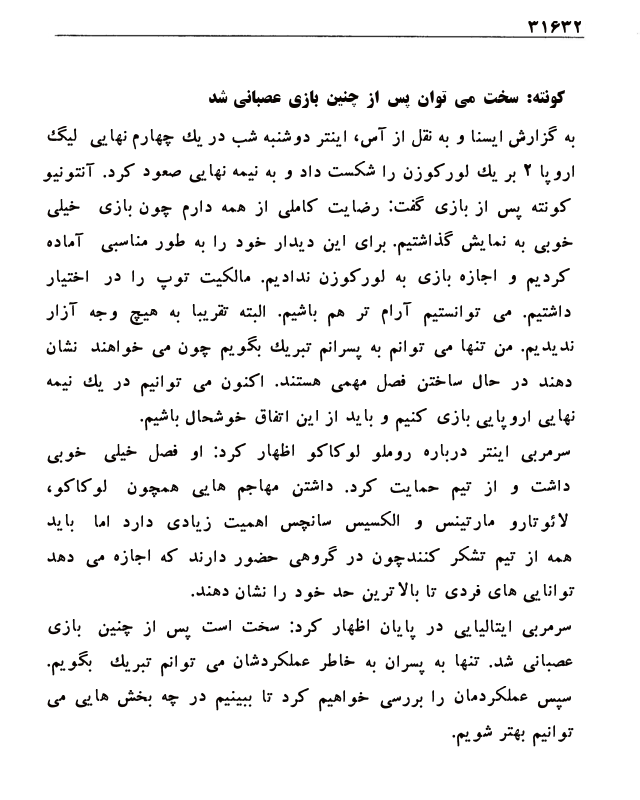 ۳۱۶۳۲
کونته: سخت می توان پس از چنین بازی عصبانی شد
به گزارش ایسنا و به نقل از آس، اینتر دوشنبه شب در یك چهارم نهایی لیگ
اروپا ۲ بر یك لورکوزن را شکست داد و به نیمه نهایی صعود کرد. آنتونیو
کونته پس از بازی گفت: رضایت کاملی از همه دارم چون بازی خیلی
خوبی به نمایش گذاشتیم. برای این دیدار خود را به طور مناسبی آماده
کردیم و اجازه بازی به لورکوزن ندادیم. مالکیت توپ را در اختیار
داشتیم. می توانستیم آرام تر هم باشیم. البته تقریبا به هیچ وجه آزار
ندیدیم. من تنها می توانم به پسرانم تبریك بگویم چون می خواهند نشان
دهند در حال ساختن فصل مهمی هستند. اکنون می توانیم در یك نیمه
نهایی اروپایی بازی کنیم و باید از این اتفاق خوشحال باشیم.
سرمربی اینتر درباره روملو لوکاکو اظهار کرد: او فصل خیلی خوبی
داشت و از تیم حمایت کرد. داشتن مهاجم هایی همچون لوکاکو،
لائوتارو مارتینس و الکسیس سانچس اهمیت زیادی دارد اما باید
همه از تیم تشکر کنندچون در گروهی حضور دارند که اجازه می دهد
توانایی های فردی تا بالاترین حد خود را نشان دهند.
سرمربی ایتالیایی در پایان اظهار کرد: سخت است پس از چنین بازی
عصبانی شد. تنها به پسران به خاطر عملکردشان می توانم تبریك بگویم.
سپس عملکردمان را بررسی خواهیم کرد تا ببینیم در چه بخش هایی می
توانیم بهتر شویم.